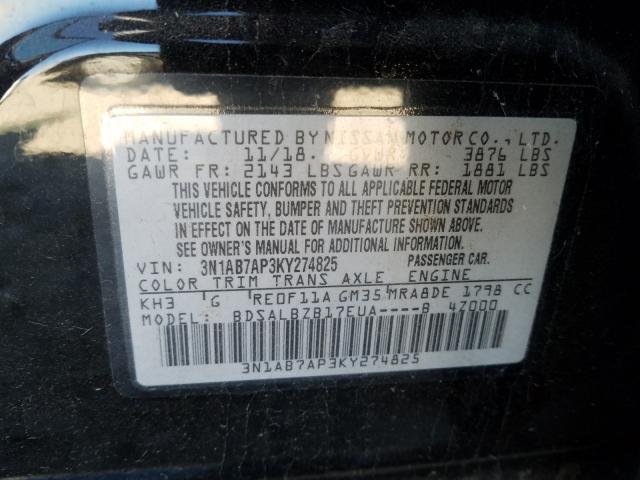 MANUFACTURED BY NISSAN MOTOR CO., LTD.
DATE: 11/18. GVWR: 3876 LBS
GAWR FR: 2143 LBS GAWR RR: 1881 LBS
THIS VEHICLE CONFORMS TO ALL APPLICABLE FEDERAL MOTOR
VEHICLE SAFETY, BUMPER AND THEFT PREVENTION STANDARDS
IN EFFECT ON THE DATE OF MANUFACTURE SHOWN ABOVE.
SEE OWNER'S MANUAL FOR ADDITIONAL INFORMATION.
VIN: 3N1AB7AP3KY274825 PASSENGER CAR.
COLOR TRIM TRANS AXLE ENGINE
KH3 G RE0F11A GM35 MRA8DE 1798 CC
MODEL: BDSALBZB17EUA----B 4Z000
3N1AB7AP3KY274825